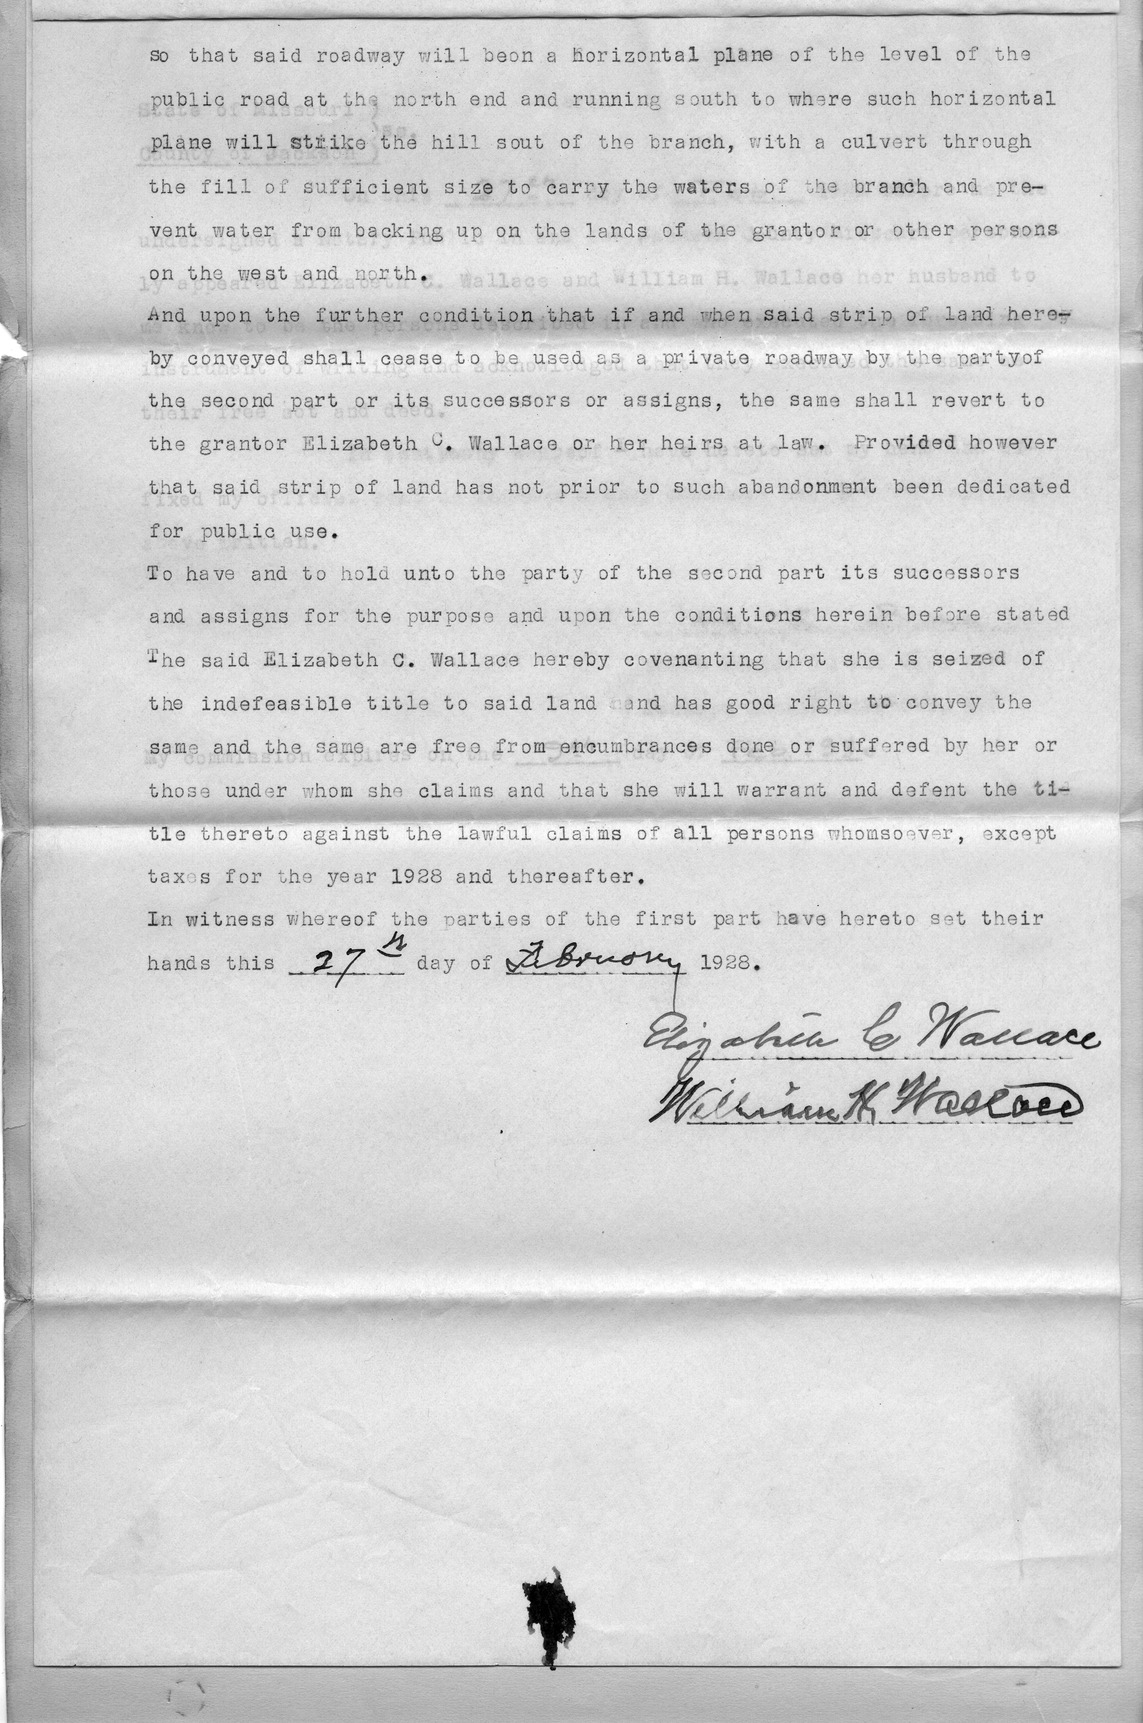 so that said roadway will beon a horizontal plane of the level of the
public road at the north end and running south to where such horizontal
plane will strike the hill sout of the branch, with a culvert through
the fill of sufficient size to carry the waters of the branch and pre-
vent water from backing up on the lands of the grantor or other persons
on the west and north.
And upon the further condition that if and when said strip of land here-
by conveyed shall cease to be used as a private roadway by the partyof
the second part or its successors or assigns, the same shall revert to
the grantor Elizabeth C. Wallace or her heirs at law. Provided however
that said strip of land has not prior to such abandonment been dedicated
for public use.
To have and to hold unto the party of the second part its successors
and assigns for the purpose and upon the conditions herein before stated
The said Elizabeth C. Wallace hereby covenanting that she is seized of
the indefeasible title to said land and has good right to convey the
same and the same are free from encumbrances done or suffered by her or
those under whom she claims and that she will warrant and defent the ti-
tle thereto against the lawful claims of all persons whomsoever, except
taxes for the year 1928 and thereafter.
In witness whereof the parties of the first part have hereto set their
hands this 27th day of February 1928.
Elizabeth C Wallace
William H. Wallace